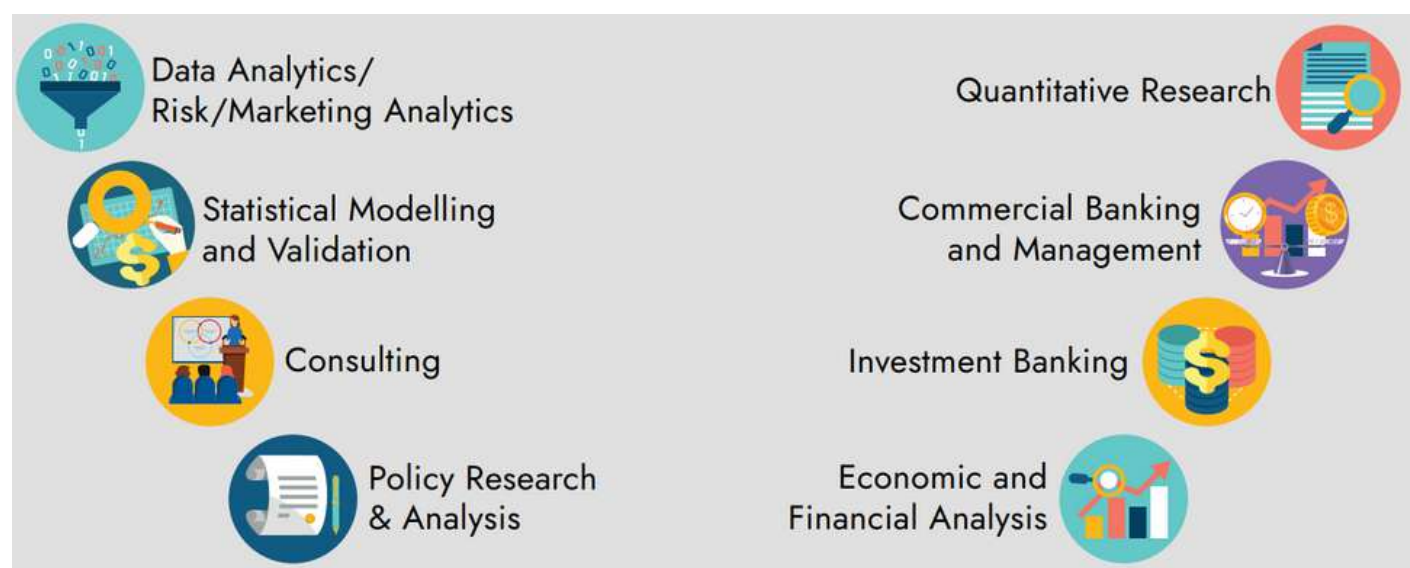 Data Analytics/
Risk/Marketing Analytics
Statistical Modelling
and Validation
Consulting
Policy Research
& Analysis
Quantitative Research
Commercial Banking
and Management
Investment Banking
Economic and
Financial Analysis